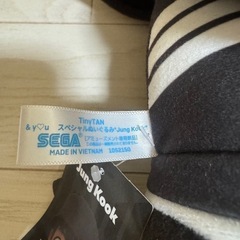 TinyTAN
& y♡u スペシャルぬいぐるみ"Jung Kook"
SEGA
MADE IN VIETNAM
Jung Kook